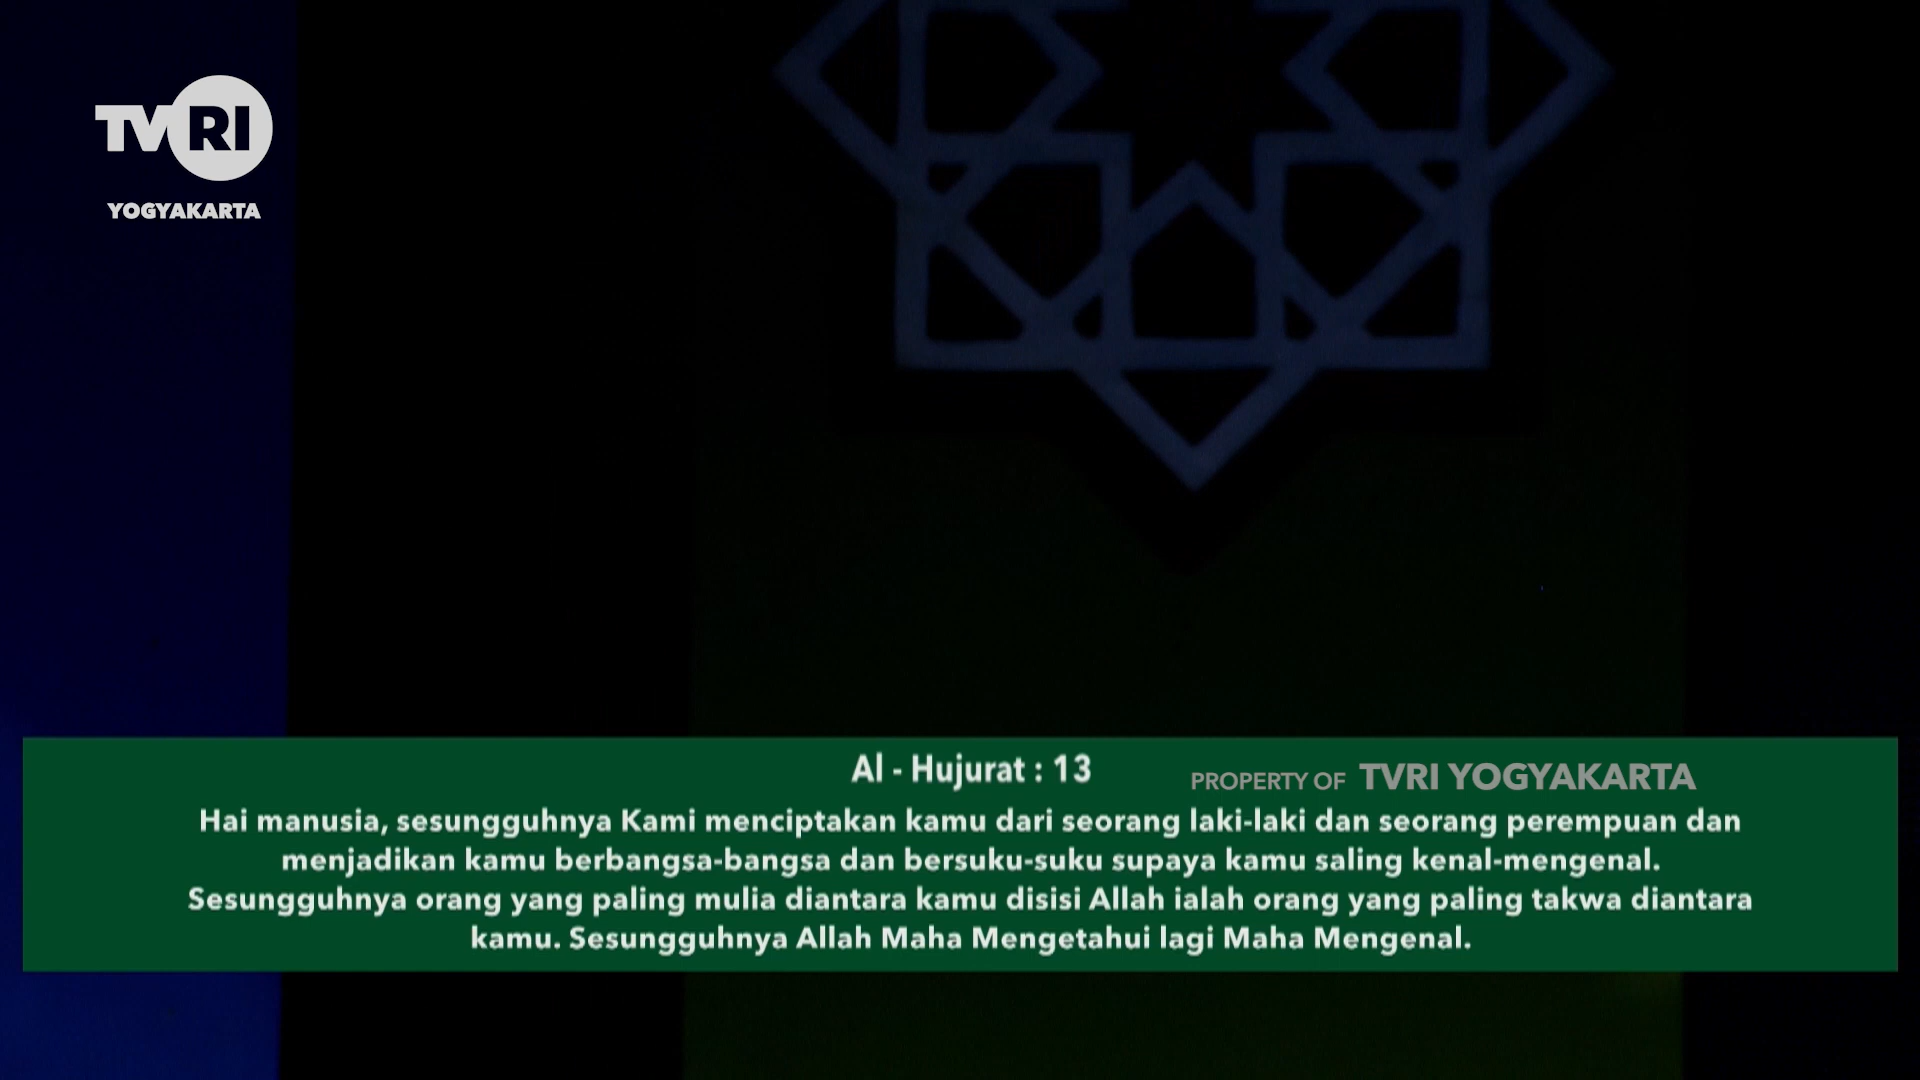 TVRI
YOGYAKARTA
Al - Hujurat : 13
PROPERTY OF TVRI YOGYAKARTA
Hai manusia, sesungguhnya Kami menciptakan kamu dari seorang laki-laki dan seorang perempuan dan
menjadikan kamu berbangsa-bangsa dan bersuku-suku supaya kamu saling kenal-mengenal.
Sesungguhnya orang yang paling mulia diantara kamu disisi Allah ialah orang yang paling takwa diantara
kamu. Sesungguhnya Allah Maha Mengetahui lagi Maha Mengenal.